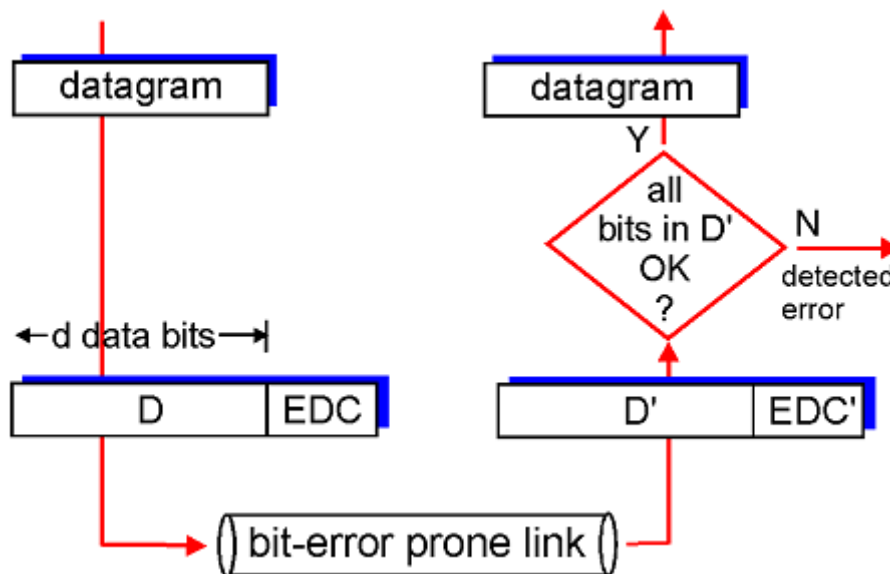 datagram
datagram
Y
all
bits in D'
OK
?
N
detected
error
d data bits
D
EDC
D'
EDC'
bit-error prone link